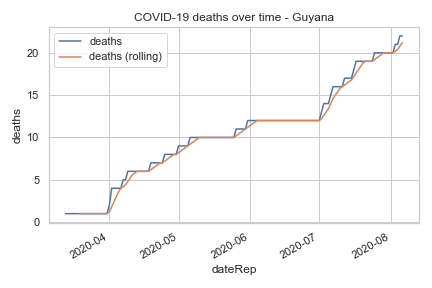 COVID-19 deaths over time - Guyana
deaths
deaths (rolling)
deaths
20
15
10
5
0
2020-04
2020-05
2020-06
2020-07
2020-08
dateRep